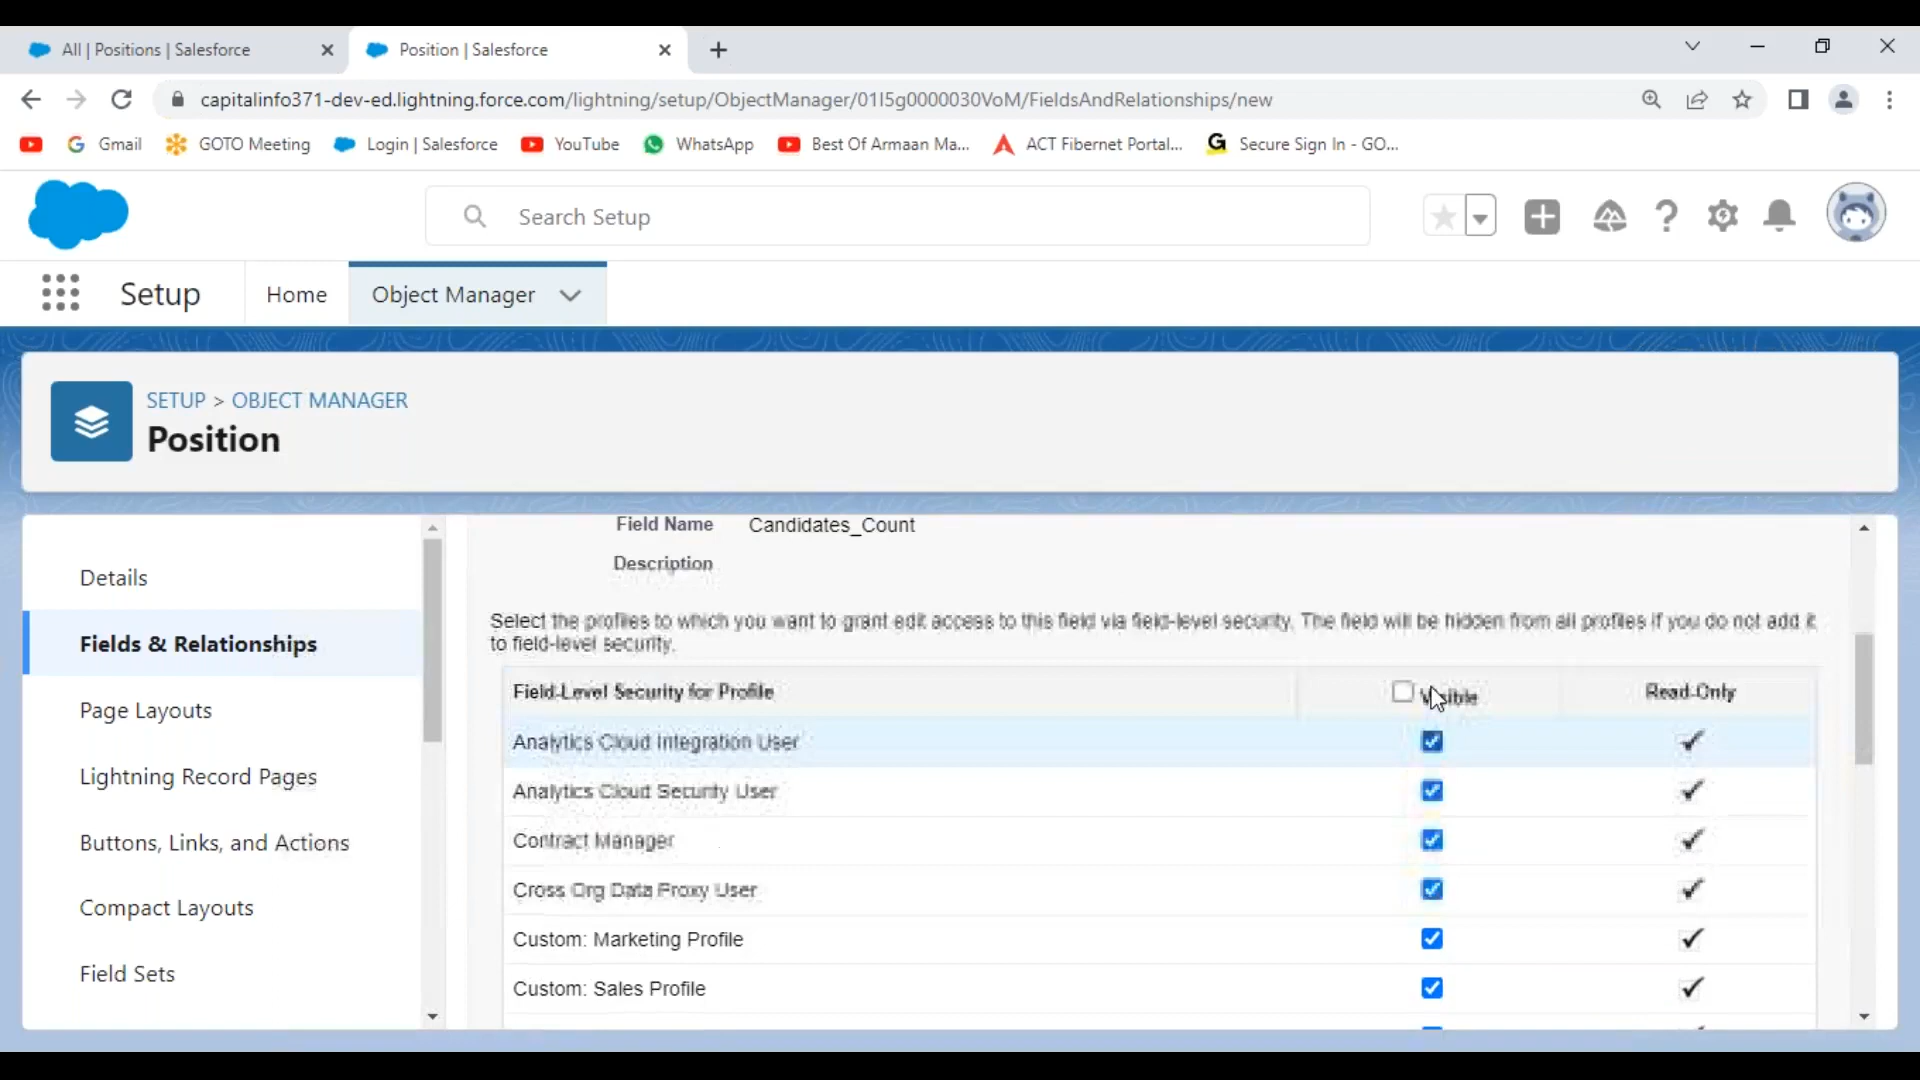 All | Positions | Salesforce
Position | Salesforce
capitalinfo371-dev-ed.lightning.force.com/lightning/setup/ObjectManager/01I5g0000030VoM/FieldsAndRelationships/new
Gmail
GOTO Meeting
Login | Salesforce
YouTube
WhatsApp
Best Of Armaan Ma...
ACT Fibernet Portal...
Secure Sign In - GO...
Search Setup
Setup
Home
Object Manager
SETUP > OBJECT MANAGER
Position
Details
Fields & Relationships
Page Layouts
Lightning Record Pages
Buttons, Links, and Actions
Compact Layouts
Field Sets
Field Name Candidates_Count
Description
Select the profiles to which you want to grant edit access to this field via field-level security. The field will be hidden from all profiles if you do not add it
to field-level security.
Field-Level Security for Profile Visible Read-Only
Analytics Cloud Integration User
Analytics Cloud Security User
Contract Manager
Cross Org Data Proxy User
Custom: Marketing Profile
Custom: Sales Profile